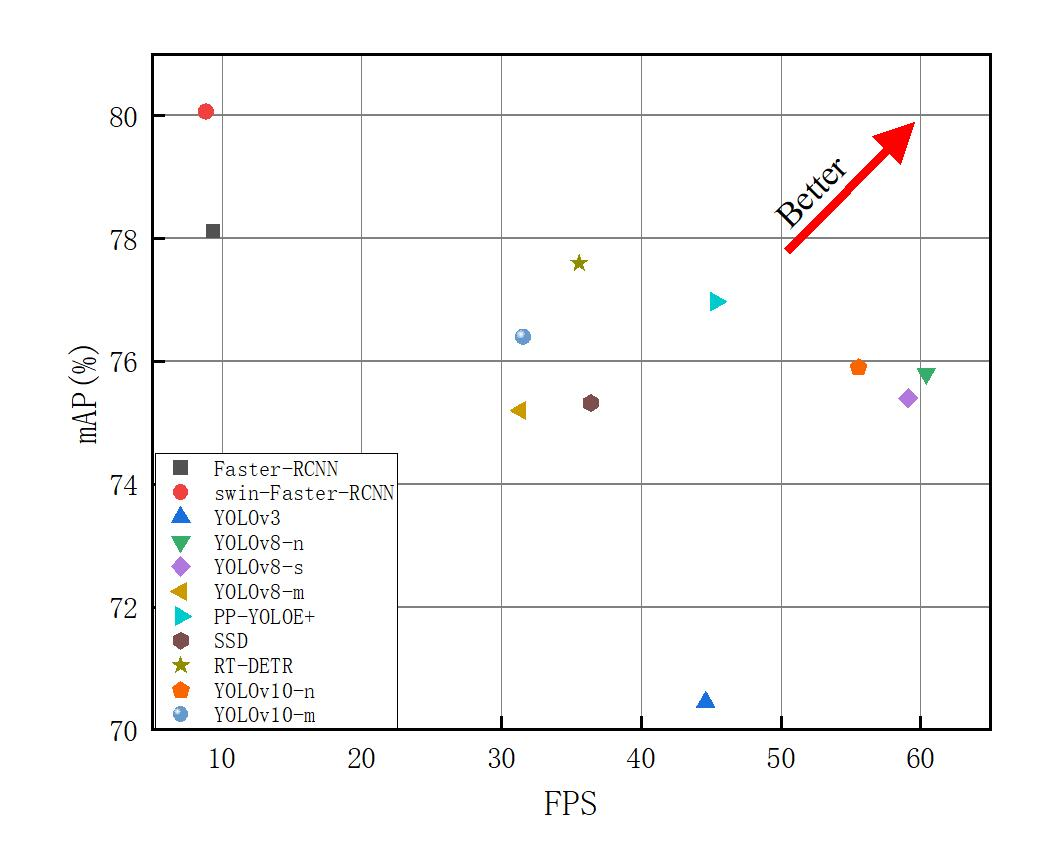 80
78
76
74
72
70
mAP(%)
Better
Faster-RCNN
swin-Faster-RCNN
YOLOv3
YOLOv8-n
YOLOv8-s
YOLOv8-m
PP-YOLOE+
SSD
RT-DETR
YOLOv10-n
YOLOv10-m
10 20 30 40 50 60
FPS